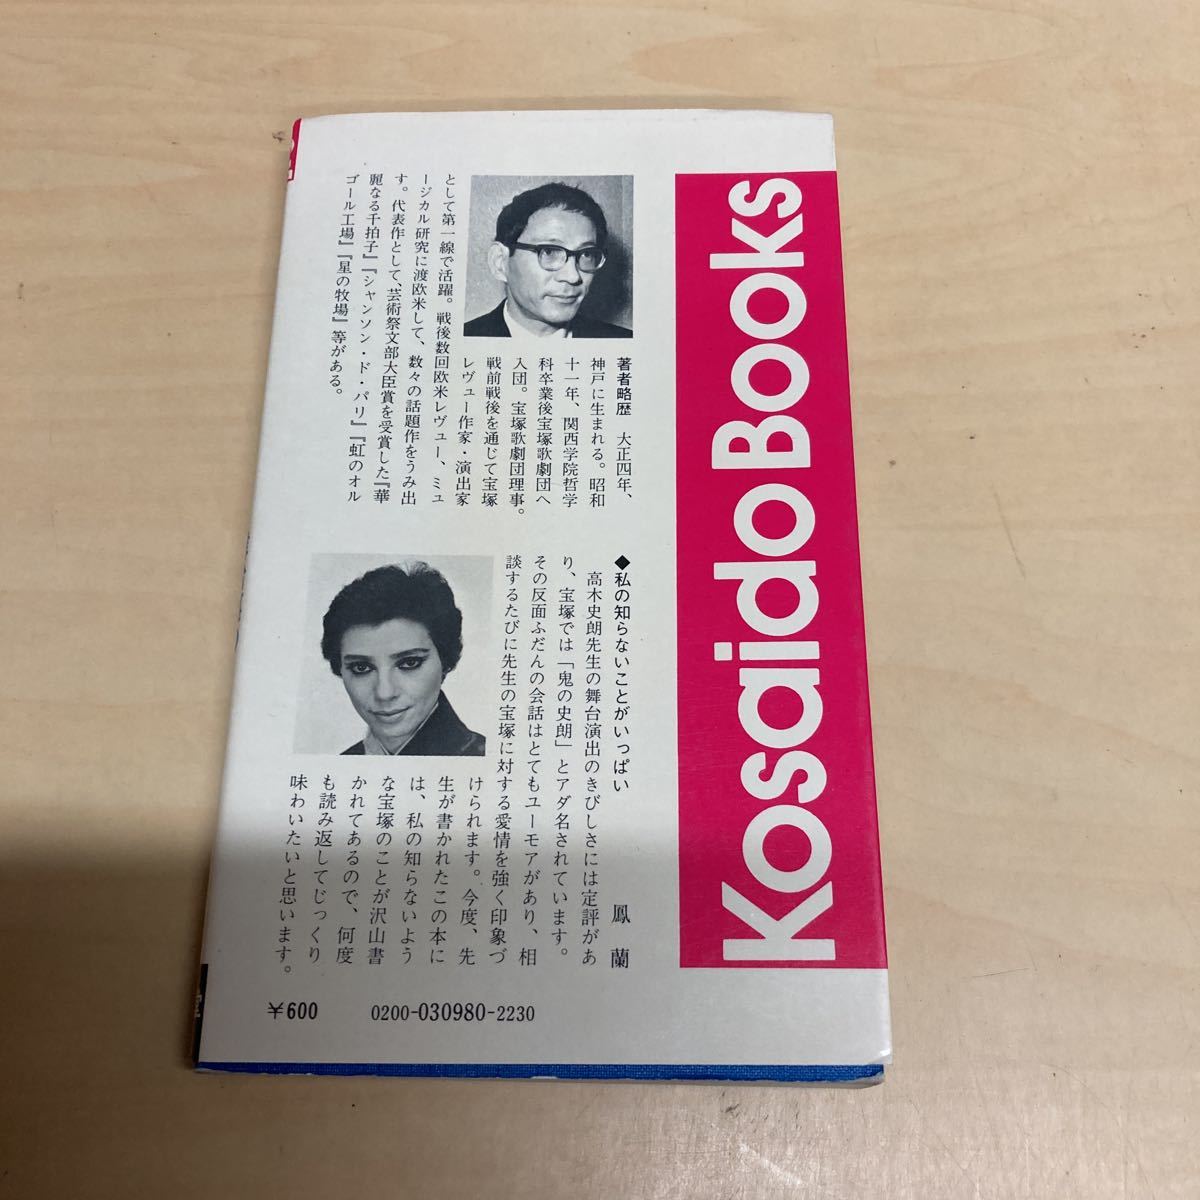 Kosaido Books
著者略歴　大正四年、
神戸に生まれる。昭和
十一年、関西学院哲学
科卒業後宝塚歌劇団へ
入団。宝塚歌劇団理事。
戦前戦後を通じて宝塚
レヴュー作家・演出家
として第一線で活躍。戦後数回欧米レヴュー、ミュ
ージカル研究に渡欧米して、数々の話題作をうみ出
す。代表作として、芸術祭文部大臣賞を受賞した『華
麗なる千拍子』『シャンソン・ド・パリ』『虹のオル
ゴール工場』『星の牧場』等がある。
◆私の知らないことがいっぱい
鳳　蘭
高木史朗先生の舞台演出のきびしさには定評があ
り、宝塚では「鬼の史朗」とアダ名されています。
その反面ふだんの会話はとてもユーモアがあり、相
談するたびに先生の宝塚に対する愛情を強く印象づ
けられます。今度、先
生が書かれたこの本に
は、私の知らないよう
な宝塚のことが沢山書
かれてあるので、何度
も読み返してじっくり
味わいたいと思います。
¥600
0200-030980-2230